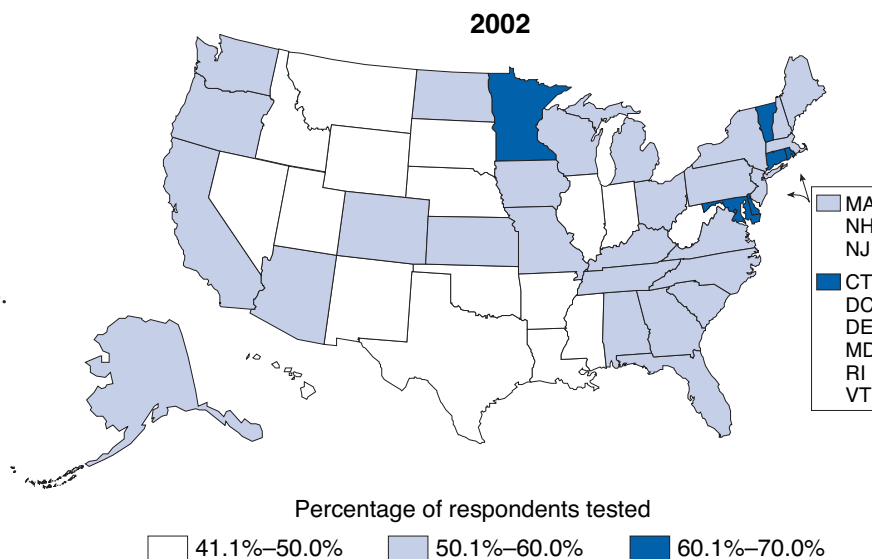 2002
MA
NH
NJ
CT
DC
DE
MD
RI
VT
Percentage of respondents tested
41.1%–50.0%
50.1%–60.0%
60.1%–70.0%